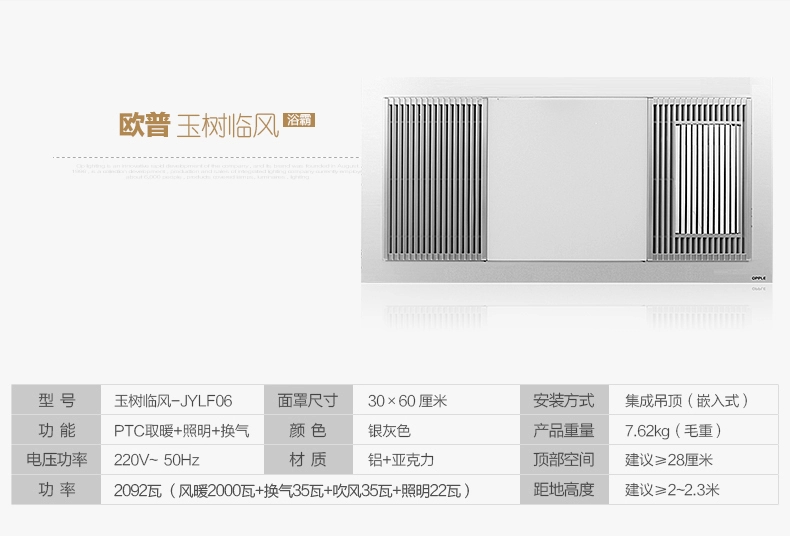 欧普 玉树临风 浴霸
OPPLE
型 号 玉树临风-JYLF06 面罩尺寸 30×60厘米 安装方式 集成吊顶（嵌入式）
功 能 PTC取暖+照明+换气 颜 色 银灰色 产品重量 7.62kg（毛重）
电压功率 220V~ 50Hz 材 质 铝+亚克力 顶部空间 建议≥28厘米
功 率 2092瓦（风暖2000瓦+换气35瓦+吹风35瓦+照明22瓦） 距地高度 建议≥2~2.3米